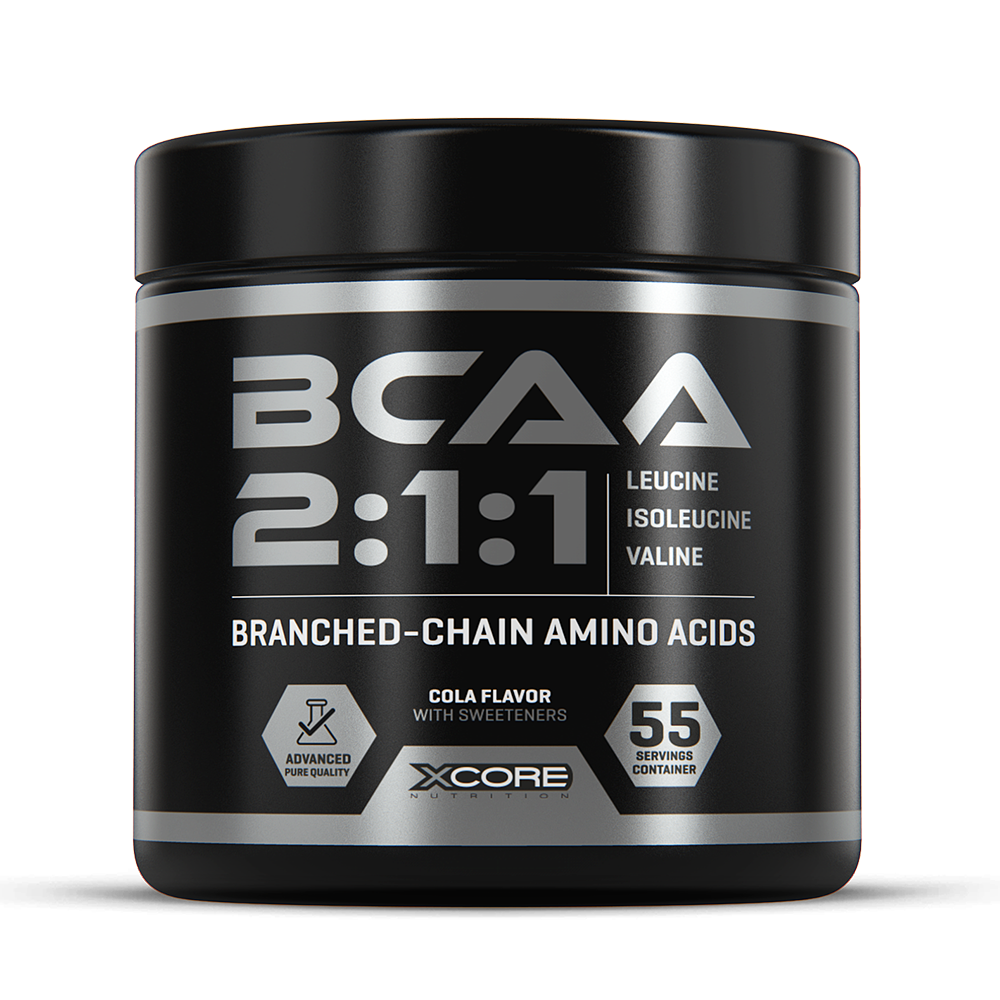 BCAA
2:1:1
LEUCINE
ISOLEUCINE
VALINE
BRANCHED-CHAIN AMINO ACIDS
COLA FLAVOR
WITH SWEETENERS
ADVANCED
PURE QUALITY
55
SERVINGS
CONTAINER
XCORE
NUTRITION